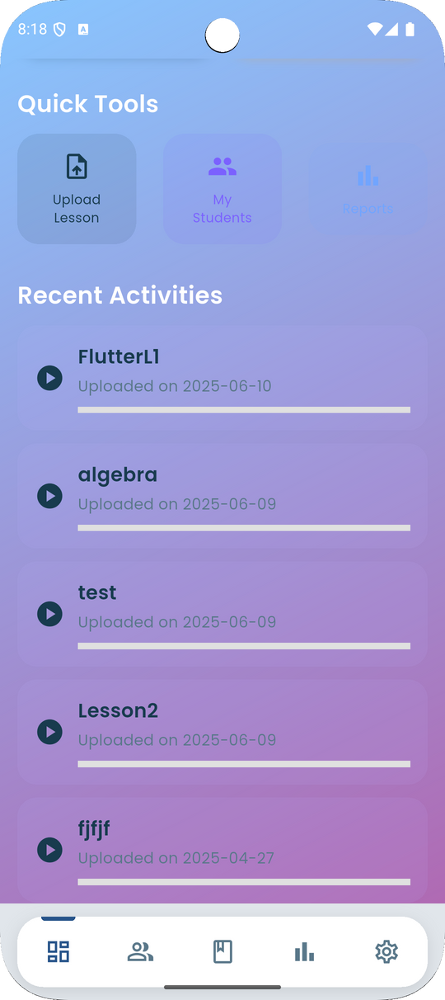 8:18
A
Quick Tools
Upload
Lesson
My
Students
Reports
Recent Activities
FlutterL1
Uploaded on 2025-06-10
algebra
Uploaded on 2025-06-09
test
Uploaded on 2025-06-09
Lesson2
Uploaded on 2025-06-09
fjfjf
Uploaded on 2025-04-27